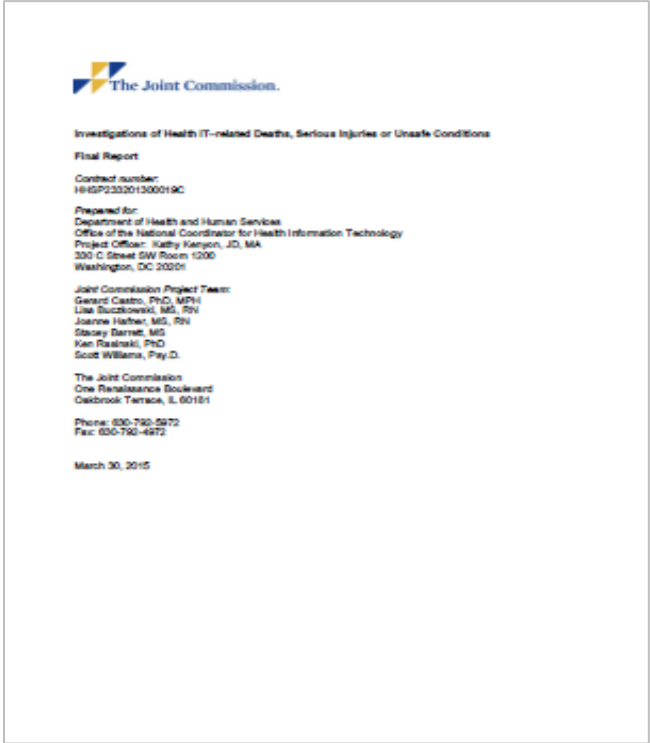 The Joint Commission.
Investigations of Health IT–related Deaths, Serious Injuries or Unsafe Conditions
Final Report
Contract number:
HHSP233201300019C
Prepared for:
Department of Health and Human Services
Office of the National Coordinator for Health Information Technology
Project Officer: Kathy Kenyon, JD, MA
330 C Street SW Room 1200
Washington, DC 20201
Joint Commission Project Team:
Gerard Castro, PhD, MPH
Lisa Buczkowski, MS, RN
Joanne Hafner, MS, RN
Stacey Barrett, MS
Ken Rasinski, PhD
Scott Williams, Psy.D.
The Joint Commission
One Renaissance Boulevard
Oakbrook Terrace, IL 60181
Phone: 630-792-5972
Fax: 630-792-4972
March 30, 2015